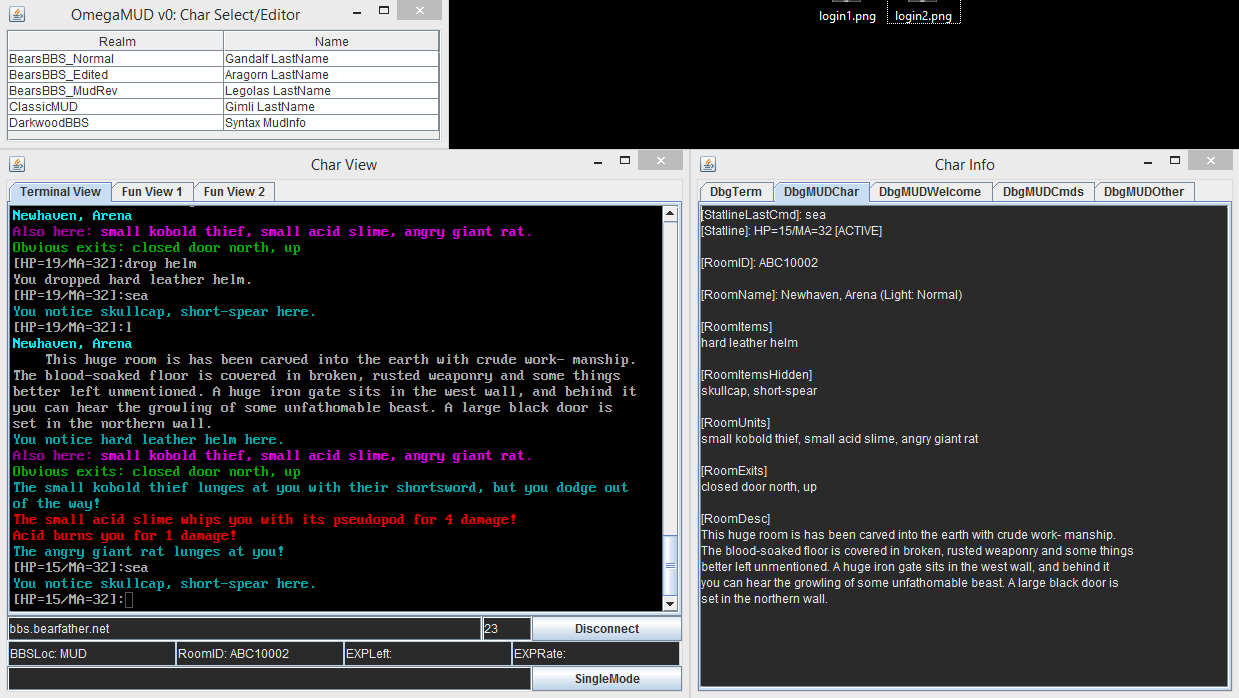 OmegaMUD v0: Char Select/Editor
Realm Name
BearsBBS_Normal Gandalf LastName
BearsBBS_Edited Aragorn LastName
BearsBBS_MudRev Legolas LastName
ClassicMUD Gimli LastName
DarkwoodBBS Syntax MudInfo
login1.png login2.png
Char View
Terminal View Fun View 1 Fun View 2
Newhaven, Arena
Also here: small kobold thief, small acid slime, angry giant rat.
Obvious exits: closed door north, up
[HP=19/MA=32]:drop helm
You dropped hard leather helm.
[HP=19/MA=32]:sea
You notice skullcap, short-spear here.
[HP=19/MA=32]:l
Newhaven, Arena
This huge room is has been carved into the earth with crude work- manship.
The blood-soaked floor is covered in broken, rusted weaponry and some things
better left unmentioned. A huge iron gate sits in the west wall, and behind it
you can hear the growling of some unfathomable beast. A large black door is
set in the northern wall.
You notice hard leather helm here.
Also here: small kobold thief, small acid slime, angry giant rat.
Obvious exits: closed door north, up
The small kobold thief lunges at you with their shortsword, but you dodge out
of the way!
The small acid slime whips you with its pseudopod for 4 damage!
Acid burns you for 1 damage!
The angry giant rat lunges at you!
[HP=15/MA=32]:sea
You notice skullcap, short-spear here.
[HP=15/MA=32]:
bbs.bearfather.net 23 Disconnect
BBSLoc: MUD RoomID: ABC10002 EXPLeft: EXPRate:
SingleMode
Char Info
DbgTerm DbgMUDChar DbgMUDWelcome DbgMUDCmds DbgMUDOther
[StatlineLastCmd]: sea
[Statline]: HP=15/MA=32 [ACTIVE]
[RoomID]: ABC10002
[RoomName]: Newhaven, Arena (Light: Normal)
[RoomItems]
hard leather helm
[RoomItemsHidden]
skullcap, short-spear
[RoomUnits]
small kobold thief, small acid slime, angry giant rat
[RoomExits]
closed door north, up
[RoomDesc]
This huge room is has been carved into the earth with crude work- manship.
The blood-soaked floor is covered in broken, rusted weaponry and some things
better left unmentioned. A huge iron gate sits in the west wall, and behind it
you can hear the growling of some unfathomable beast. A large black door is
set in the northern wall.